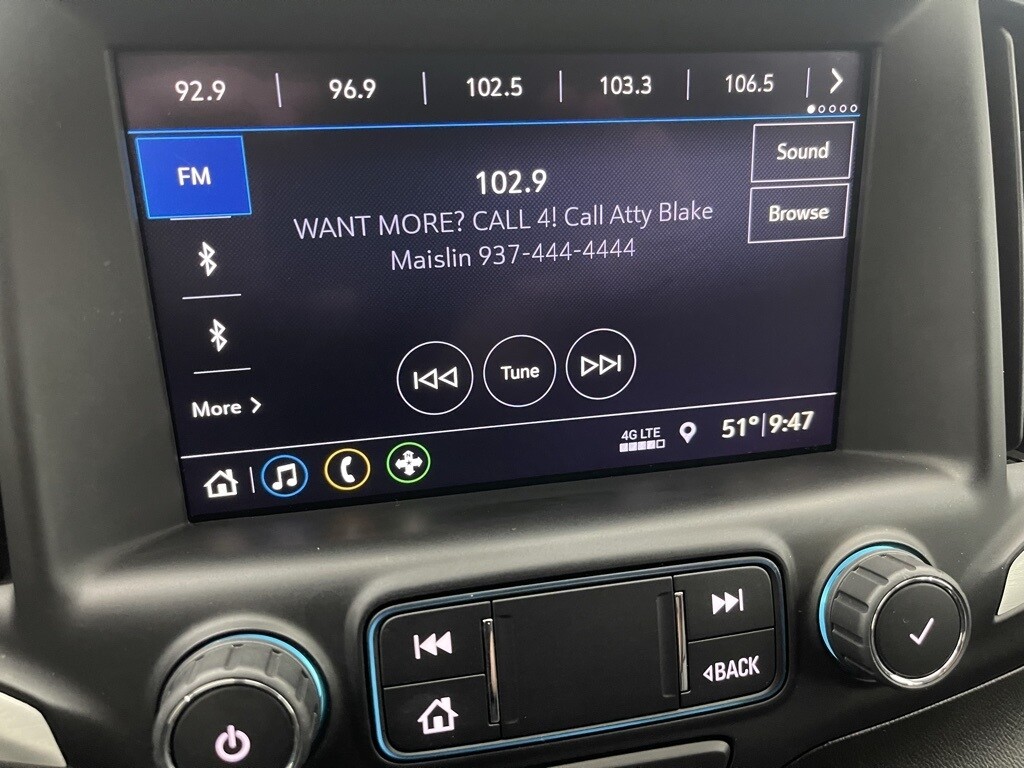 92.9 | 96.9 | 102.5 | 103.3 | 106.5
FM
102.9
WANT MORE? CALL 4! Call Atty Blake
Maislin 937-444-4444
Sound
Browse
Tune
More
4G LTE
51° | 9:47
BACK